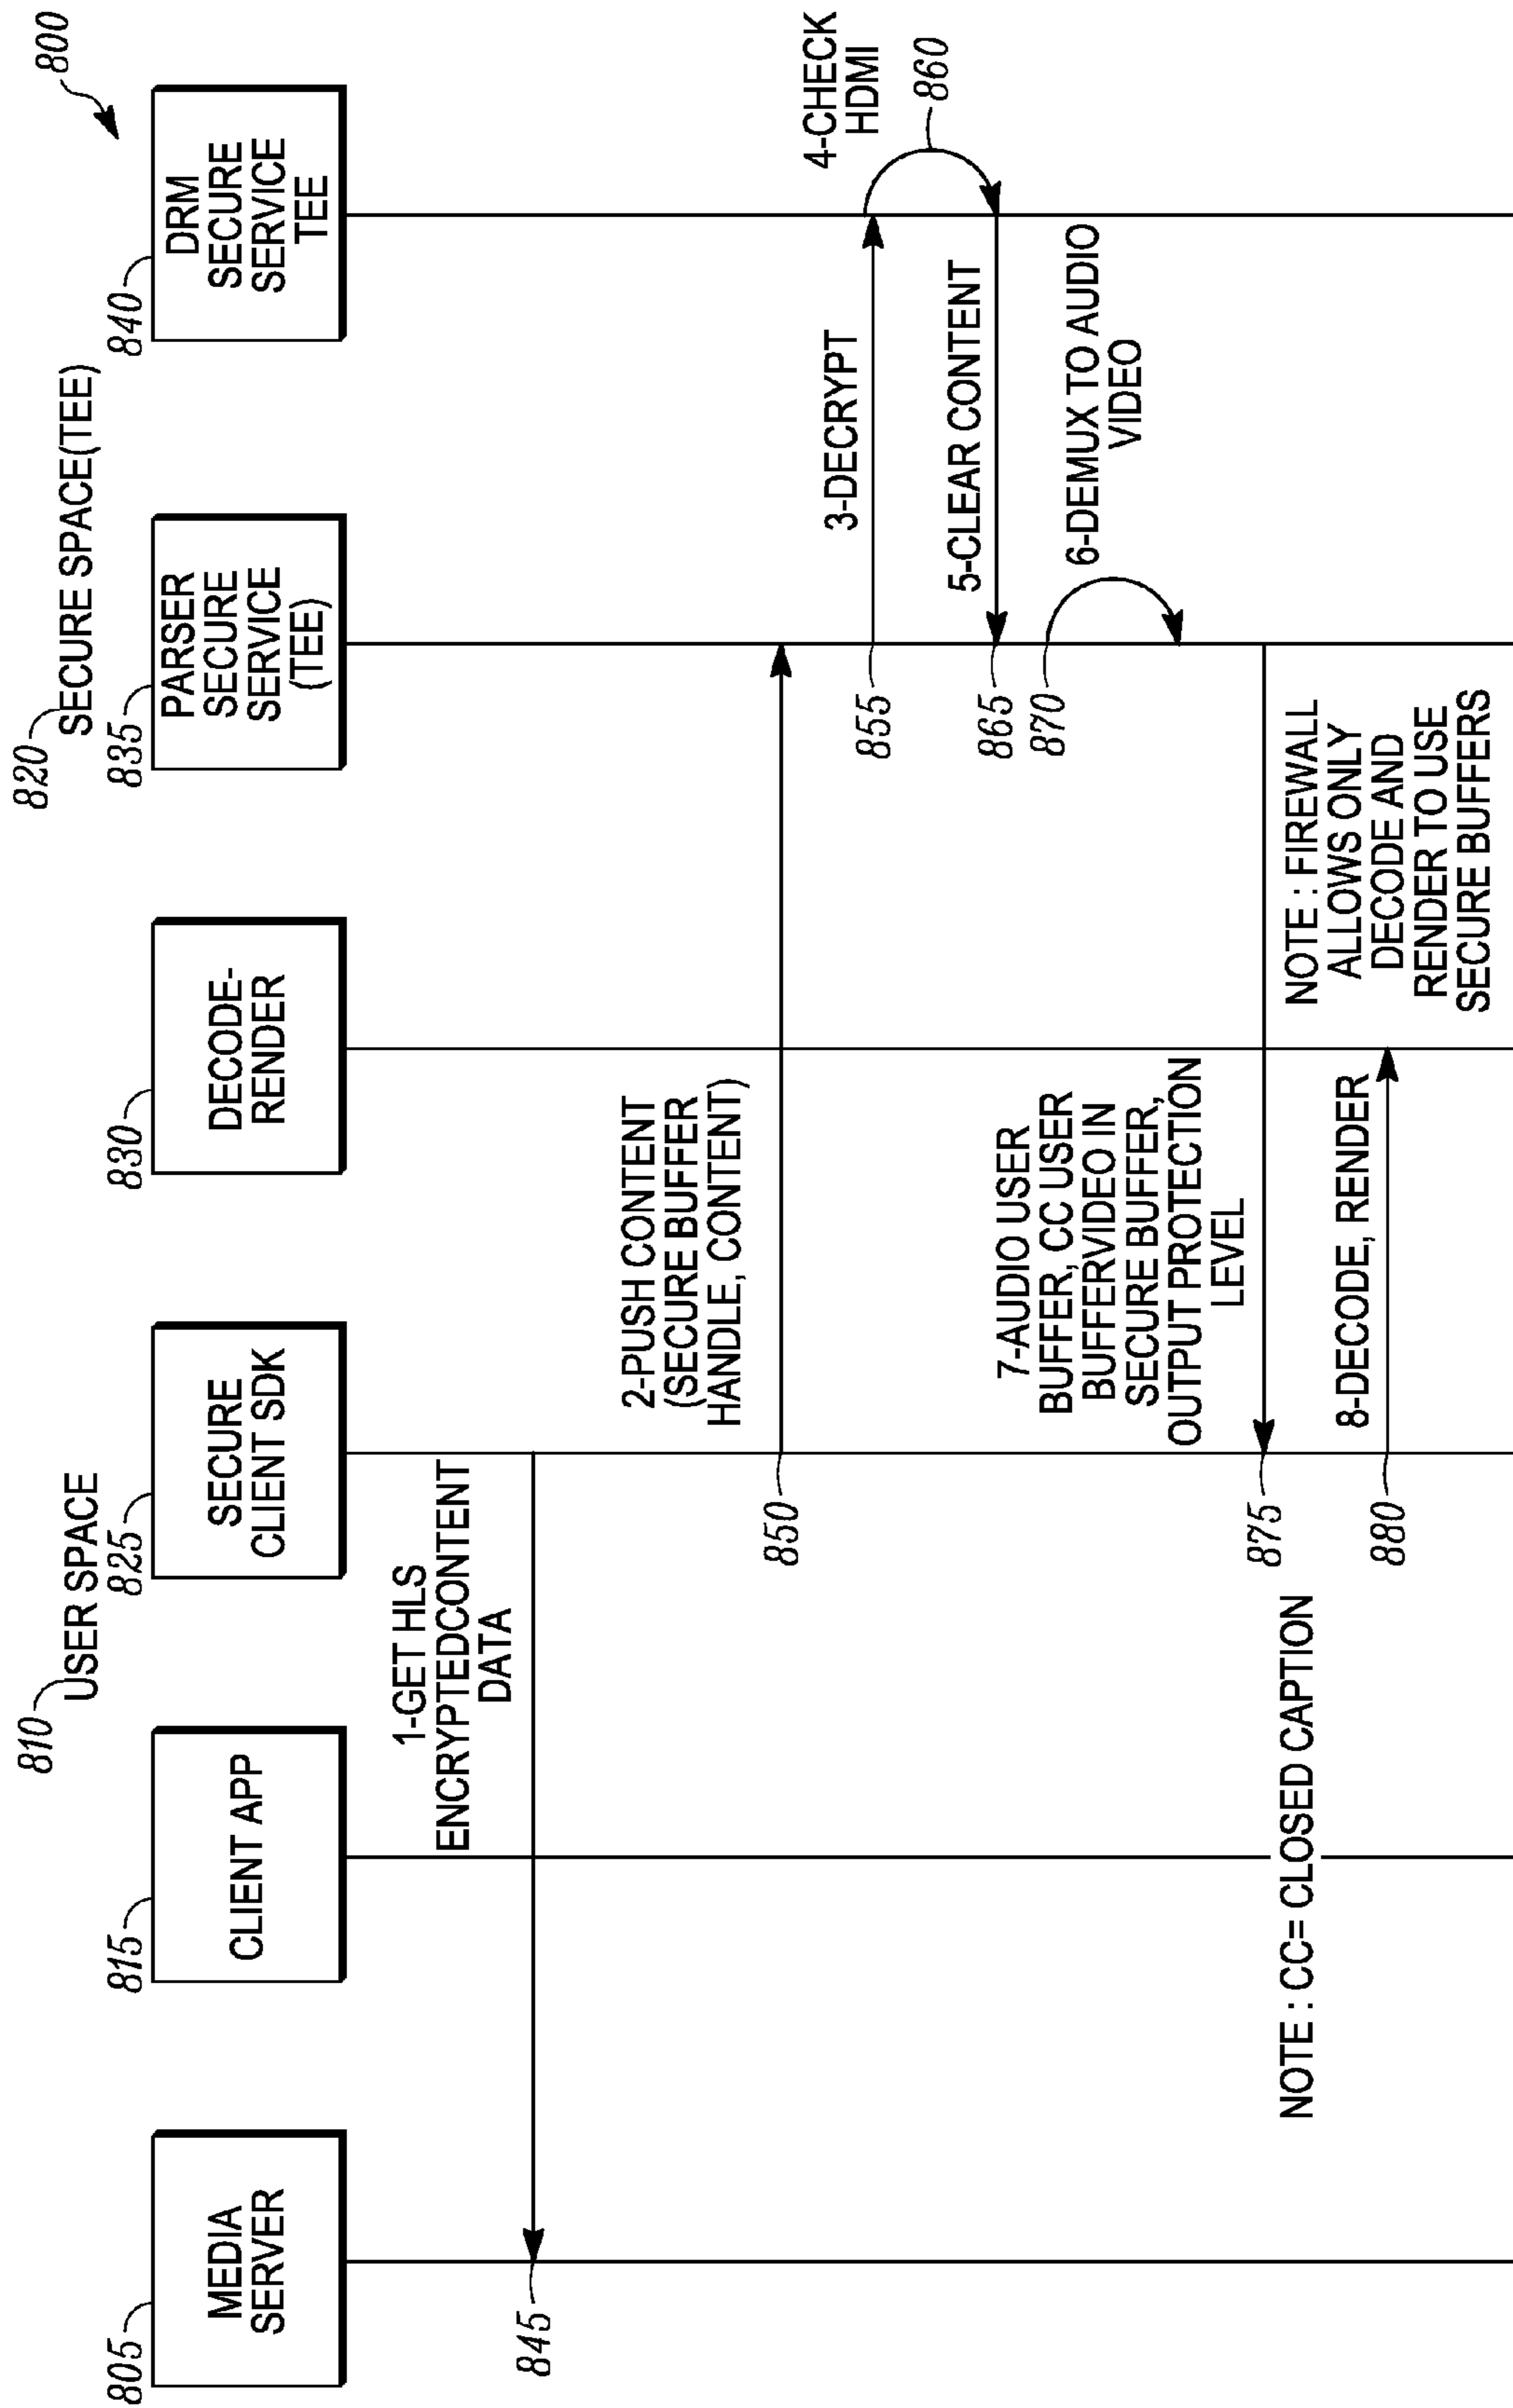 800
810
USER SPACE
820
SECURE SPACE(TEE)
805
MEDIA
SERVER
815
CLIENT APP
825
SECURE
CLIENT SDK
830
DECODE-
RENDER
835
PARSER
SECURE
SERVICE
(TEE)
840
DRM
SECURE
SERVICE
TEE
1-GET HLS
ENCRYPTEDCONTENT
DATA
845
2-PUSH CONTENT
(SECURE BUFFER
HANDLE, CONTENT)
850
3-DECRYPT
855
4-CHECK
HDMI
860
5-CLEAR CONTENT
865
6-DEMUX TO AUDIO
VIDEO
870
7-AUDIO USER
BUFFER, CC USER
BUFFERVIDEO IN
SECURE BUFFER,
OUTPUT PROTECTION
LEVEL
875
NOTE : CC= CLOSED CAPTION
NOTE : FIREWALL
ALLOWS ONLY
DECODE AND
RENDER TO USE
SECURE BUFFERS
8-DECODE, RENDER
880